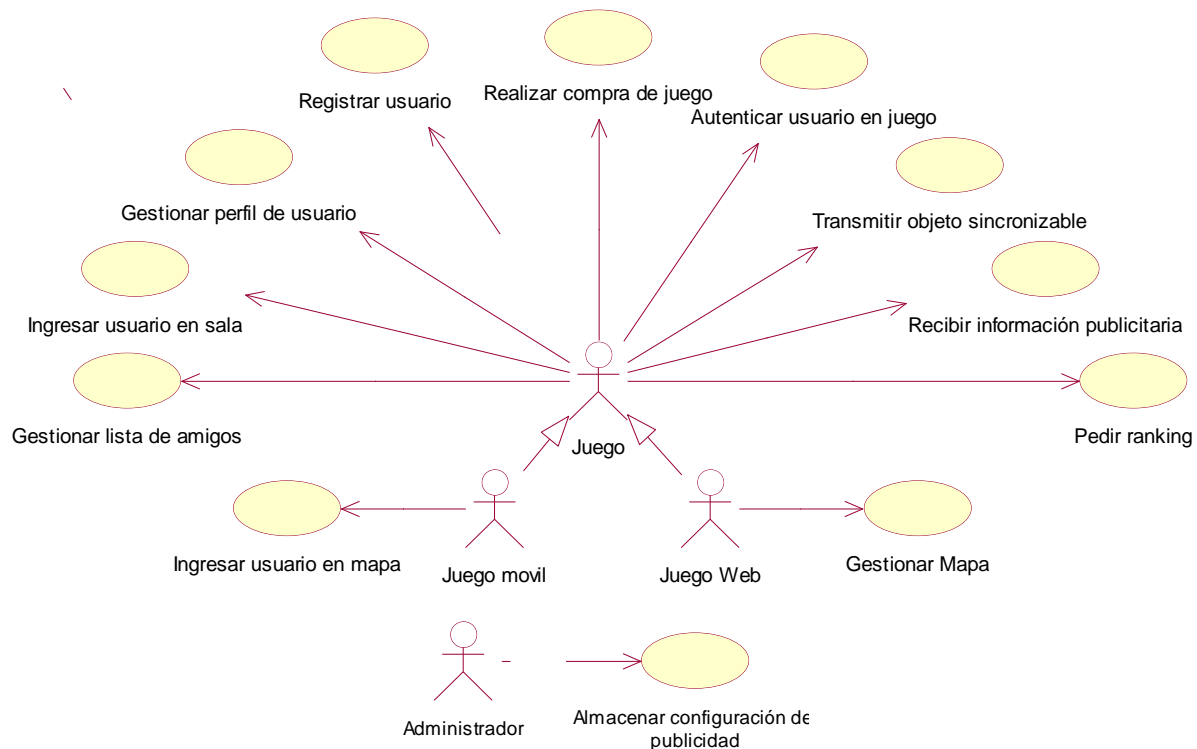 Registrar usuario
Realizar compra de juego
Autenticar usuario en juego
Gestionar perfil de usuario
Transmitir objeto sincronizable
Ingresar usuario en sala
Recibir información publicitaria
Gestionar lista de amigos
Juego
Pedir ranking
Ingresar usuario en mapa
Juego movil
Juego Web
Gestionar Mapa
Administrador
Almacenar configuración de
publicidad